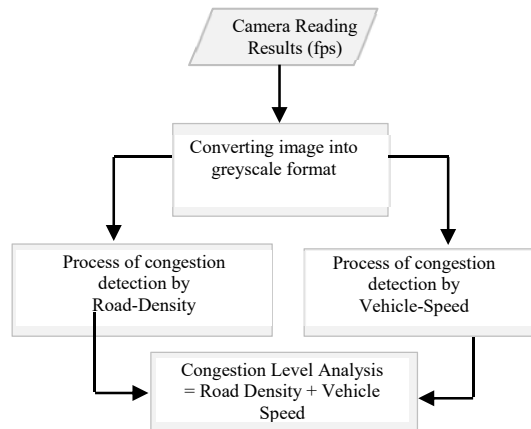 Camera Reading
Results (fps)
Converting image into
greyscale format
Process of congestion
detection by
Road-Density
Process of congestion
detection by
Vehicle-Speed
Congestion Level Analysis
= Road Density + Vehicle
Speed